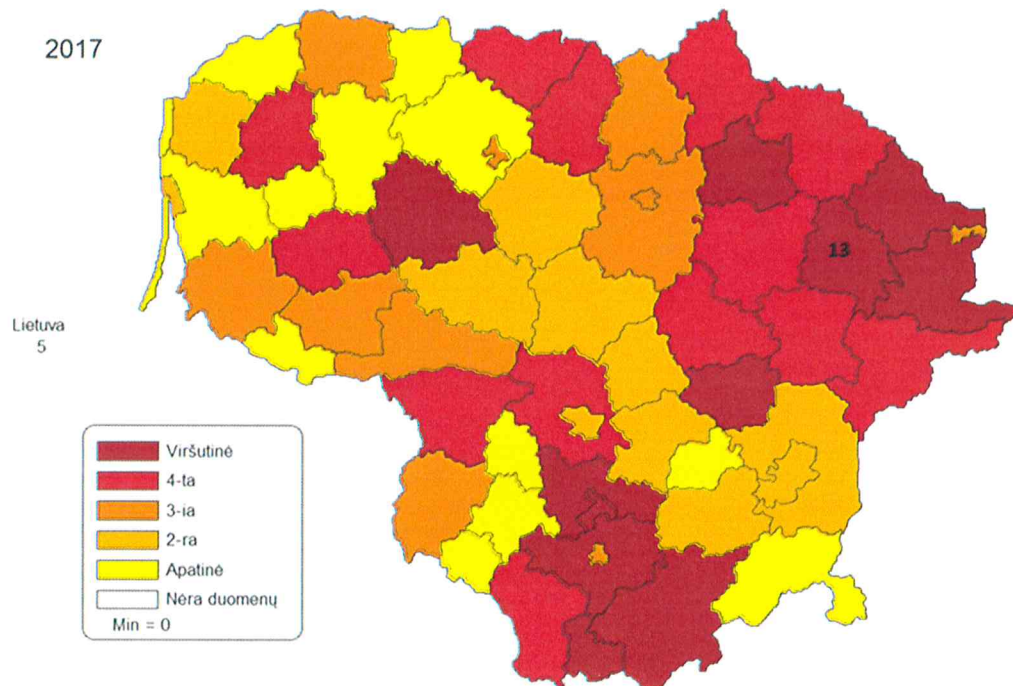 2017
13
Lietuva
5
Viršutinė
4-ta
3-ia
2-ra
Apatinė
Nėra duomenų
Min = 0